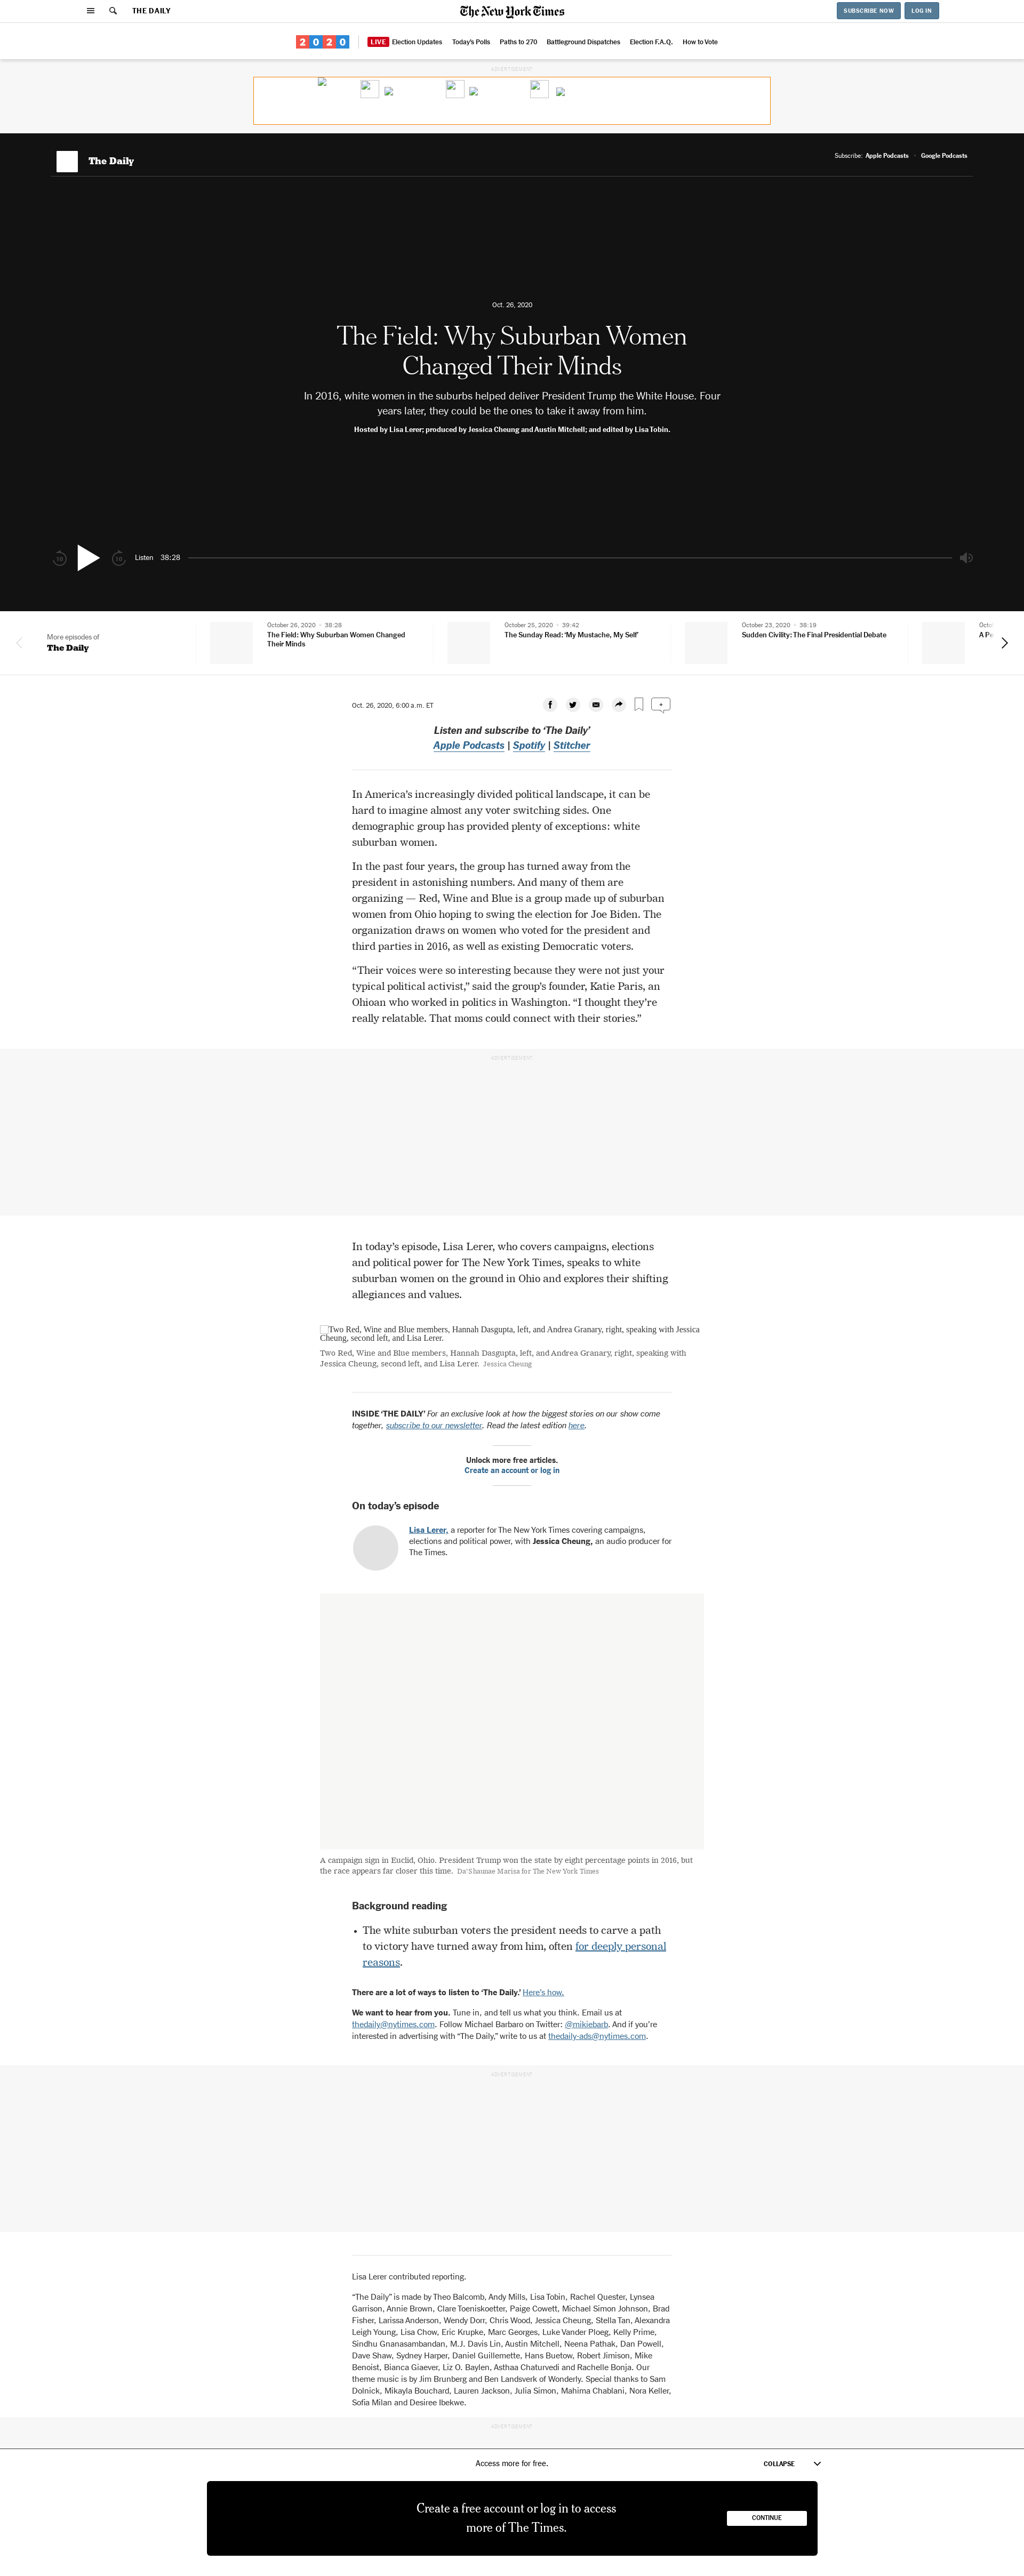 THE DAILY
The New York Times
SUBSCRIBE NOW
LOG IN
2020
LIVE Election Updates
Today's Polls
Paths to 270
Battleground Dispatches
Election F.A.Q.
How to Vote
ADVERTISEMENT
The Daily
Subscribe: Apple Podcasts · Google Podcasts
Oct. 26, 2020
The Field: Why Suburban Women
Changed Their Minds
In 2016, white women in the suburbs helped deliver President Trump the White House. Four
years later, they could be the ones to take it away from him.
Hosted by Lisa Lerer; produced by Jessica Cheung and Austin Mitchell; and edited by Lisa Tobin.
10
10
Listen 38:28
More episodes of
The Daily
October 26, 2020 · 38:28
The Field: Why Suburban Women Changed
Their Minds
October 25, 2020 · 39:42
The Sunday Read: ‘My Mustache, My Self’
October 23, 2020 · 38:19
Sudden Civility: The Final Presidential Debate
Oct. 26, 2020, 6:00 a.m. ET
Listen and subscribe to ‘The Daily’
Apple Podcasts | Spotify | Stitcher
In America’s increasingly divided political landscape, it can be
hard to imagine almost any voter switching sides. One
demographic group has provided plenty of exceptions: white
suburban women.
In the past four years, the group has turned away from the
president in astonishing numbers. And many of them are
organizing — Red, Wine and Blue is a group made up of suburban
women from Ohio hoping to swing the election for Joe Biden. The
organization draws on women who voted for the president and
third parties in 2016, as well as existing Democratic voters.
“Their voices were so interesting because they were not just your
typical political activist,” said the group’s founder, Katie Paris, an
Ohioan who worked in politics in Washington. “I thought they’re
really relatable. That moms could connect with their stories.”
ADVERTISEMENT
In today’s episode, Lisa Lerer, who covers campaigns, elections
and political power for The New York Times, speaks to white
suburban women on the ground in Ohio and explores their shifting
allegiances and values.
Two Red, Wine and Blue members, Hannah Dasgupta, left, and Andrea Granary, right, speaking with Jessica
Cheung, second left, and Lisa Lerer.
Two Red, Wine and Blue members, Hannah Dasgupta, left, and Andrea Granary, right, speaking with
Jessica Cheung, second left, and Lisa Lerer. Jessica Cheung
INSIDE ‘THE DAILY’ For an exclusive look at how the biggest stories on our show come
together, subscribe to our newsletter. Read the latest edition here.
Unlock more free articles.
Create an account or log in
On today’s episode
Lisa Lerer, a reporter for The New York Times covering campaigns,
elections and political power, with Jessica Cheung, an audio producer for
The Times.
A campaign sign in Euclid, Ohio. President Trump won the state by eight percentage points in 2016, but
the race appears far closer this time. Da’Shaunae Marisa for The New York Times
Background reading
• The white suburban voters the president needs to carve a path
to victory have turned away from him, often for deeply personal
reasons.
There are a lot of ways to listen to ‘The Daily.’ Here’s how.
We want to hear from you. Tune in, and tell us what you think. Email us at
thedaily@nytimes.com. Follow Michael Barbaro on Twitter: @mikiebarb. And if you’re
interested in advertising with “The Daily,” write to us at thedaily-ads@nytimes.com.
ADVERTISEMENT
Lisa Lerer contributed reporting.
“The Daily” is made by Theo Balcomb, Andy Mills, Lisa Tobin, Rachel Quester, Lynsea
Garrison, Annie Brown, Clare Toeniskoetter, Paige Cowett, Michael Simon Johnson, Brad
Fisher, Larissa Anderson, Wendy Dorr, Chris Wood, Jessica Cheung, Stella Tan, Alexandra
Leigh Young, Lisa Chow, Eric Krupke, Marc Georges, Luke Vander Ploeg, Kelly Prime,
Sindhu Gnanasambandan, M.J. Davis Lin, Austin Mitchell, Neena Pathak, Dan Powell,
Dave Shaw, Sydney Harper, Daniel Guillemette, Hans Buetow, Robert Jimison, Mike
Benoist, Bianca Giaever, Liz O. Baylen, Asthaa Chaturvedi and Rachelle Bonja. Our
theme music is by Jim Brunberg and Ben Landsverk of Wonderly. Special thanks to Sam
Dolnick, Mikayla Bouchard, Lauren Jackson, Julia Simon, Mahima Chablani, Nora Keller,
Sofia Milan and Desiree Ibekwe.
ADVERTISEMENT
Access more for free.
COLLAPSE
Create a free account or log in to access
more of The Times.
CONTINUE